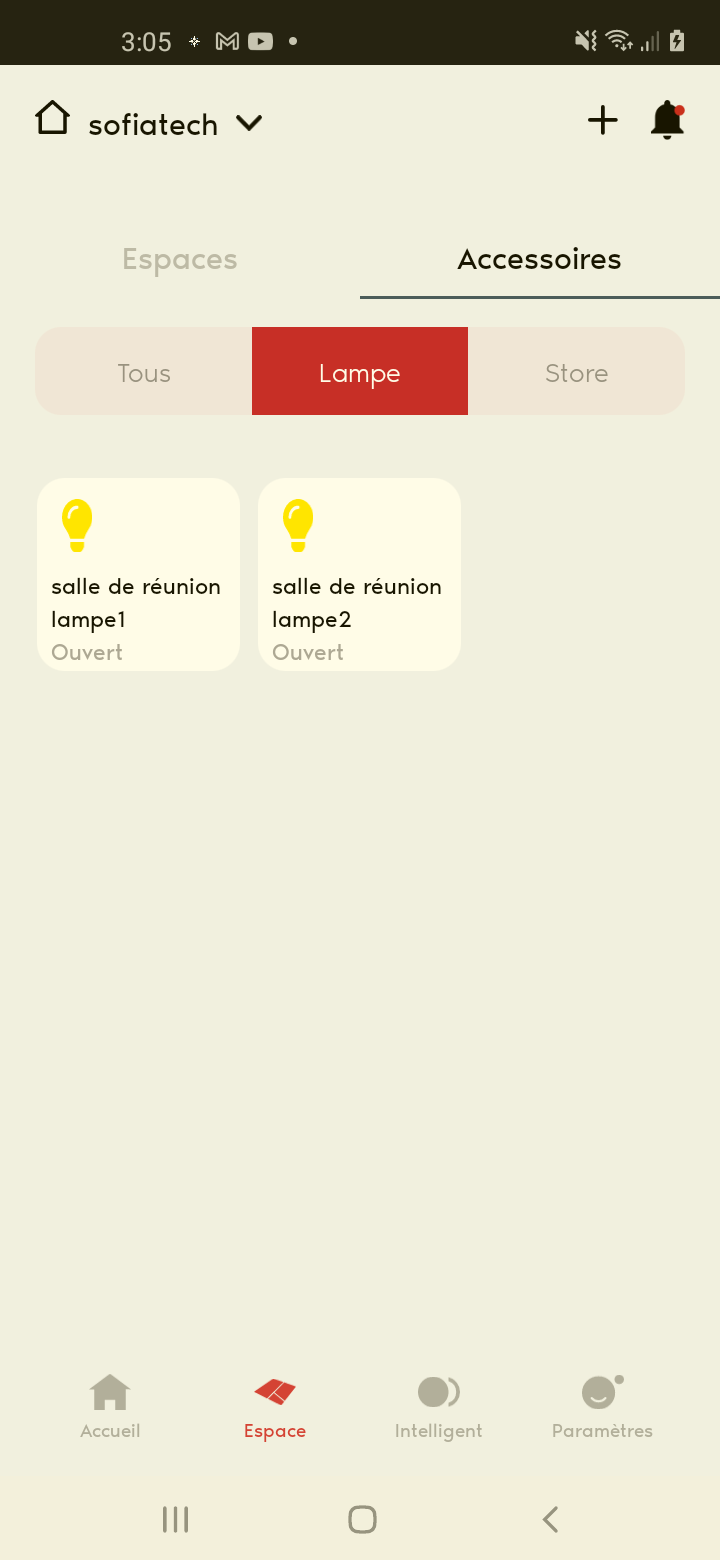 3:05
sofiatech
Espaces
Accessoires
Tous
Lampe
Store
salle de réunion
lampe1
Ouvert
salle de réunion
lampe2
Ouvert
Accueil
Espace
Intelligent
Paramètres